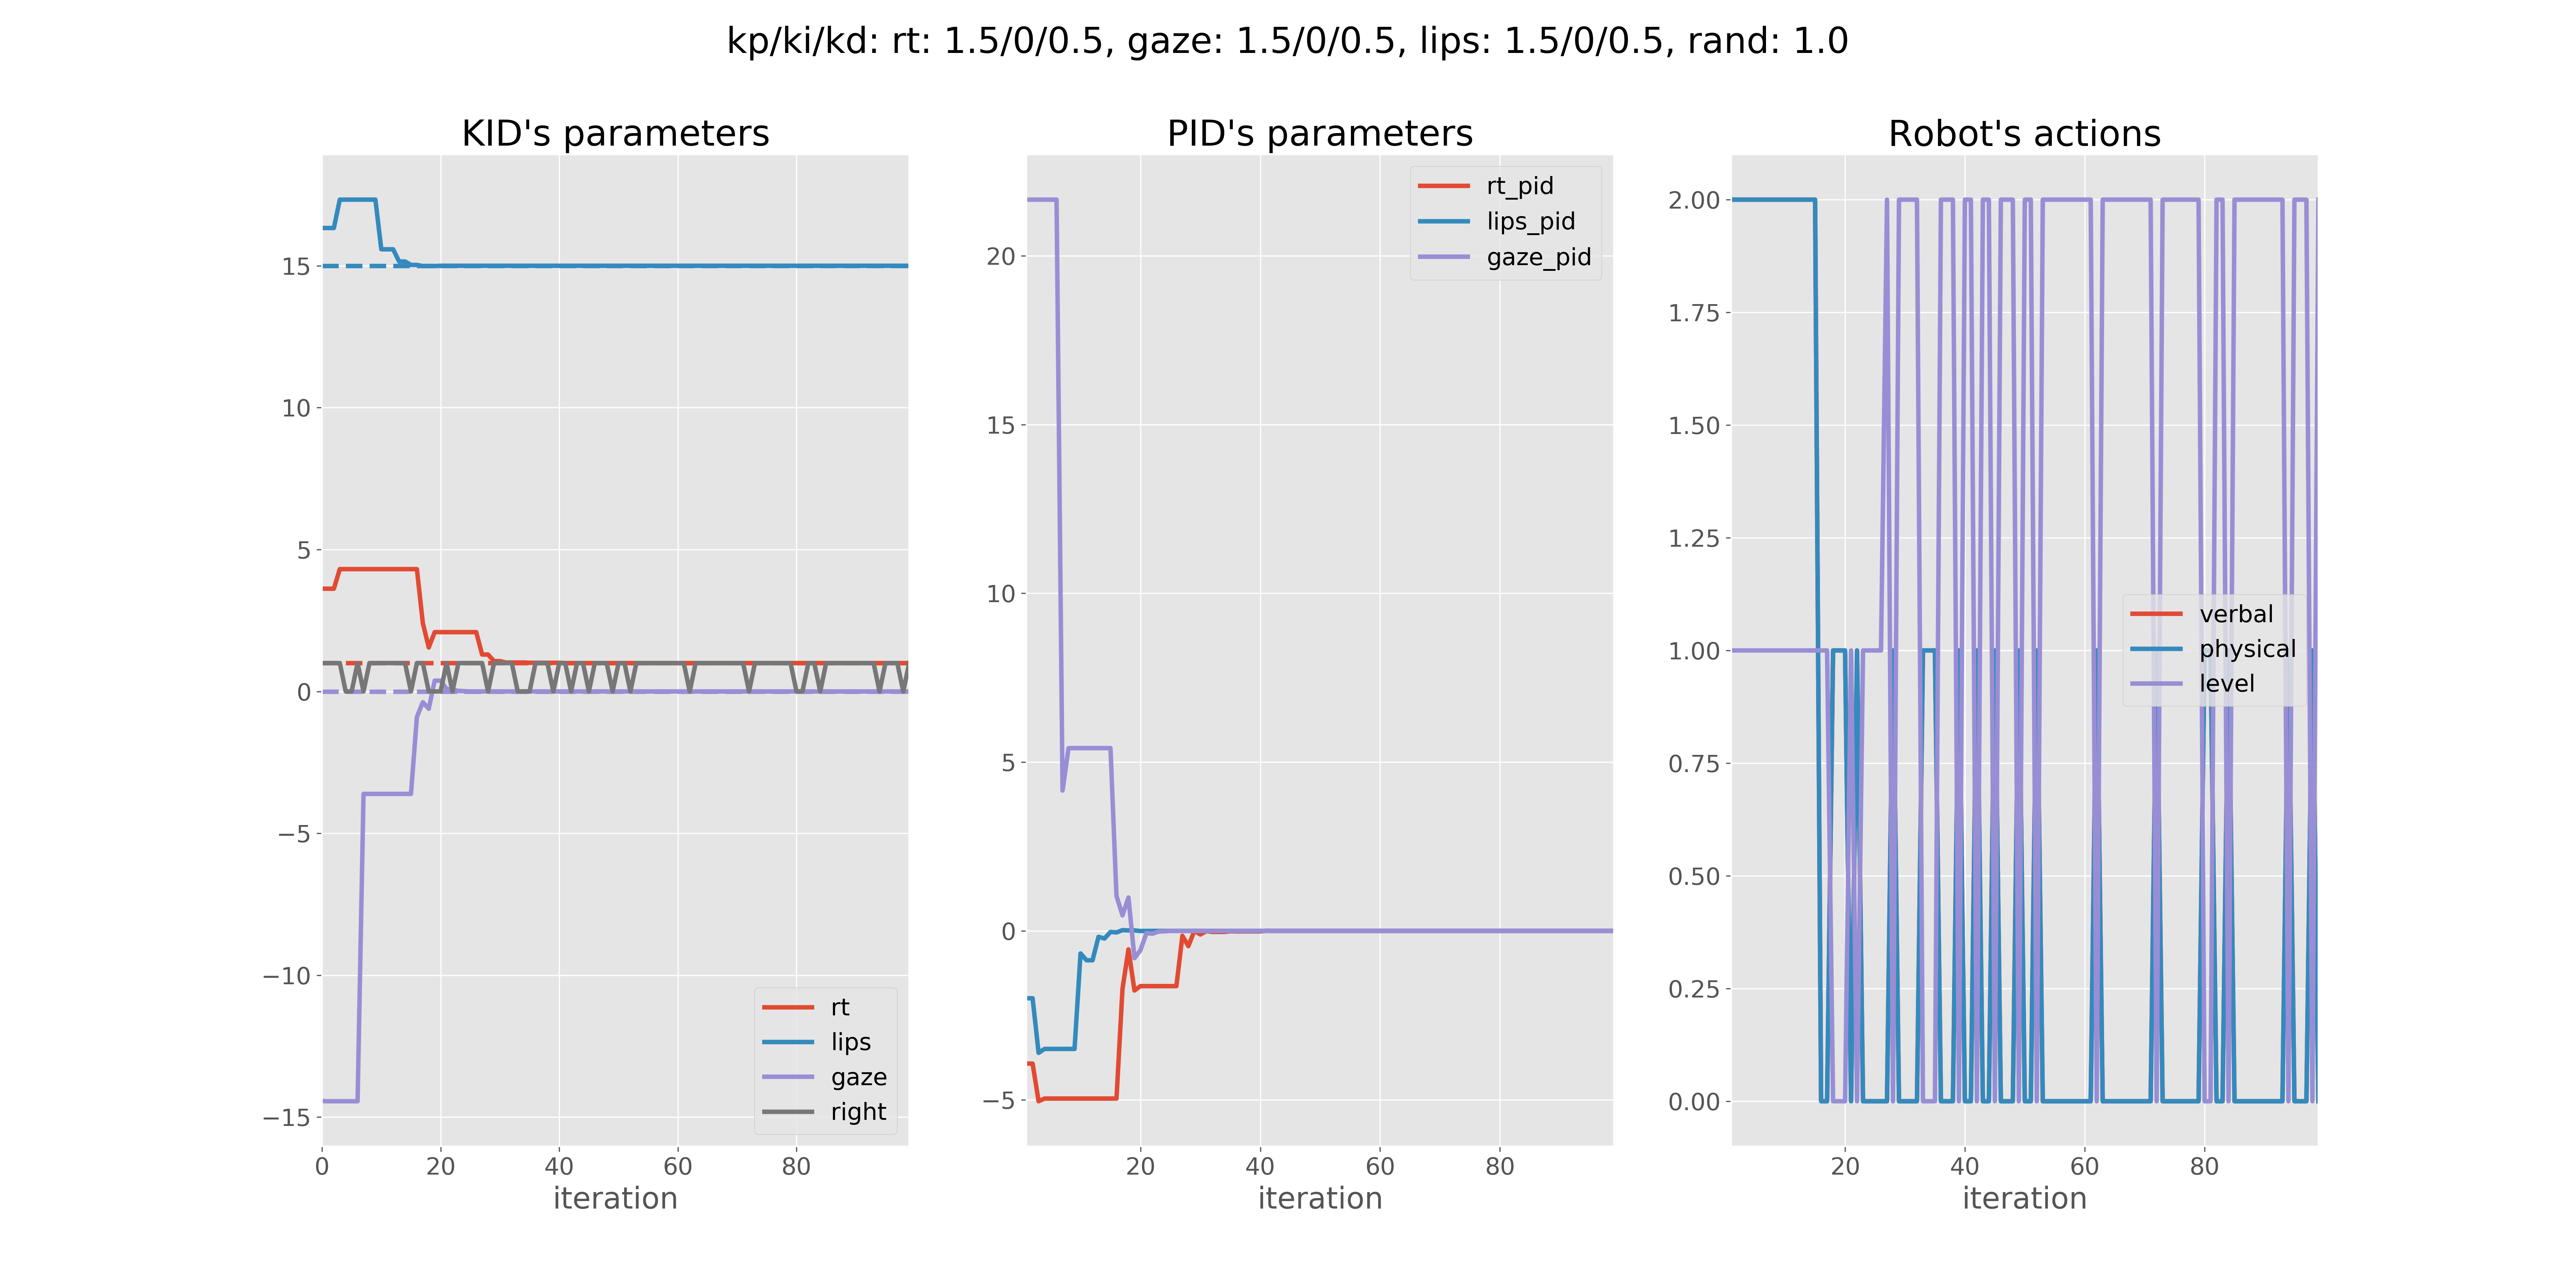 kp/ki/kd: rt: 1.5/0/0.5, gaze: 1.5/0/0.5, lips: 1.5/0/0.5, rand: 1.0
KID's parameters
15
10
5
0
−5
−10
−15
0 20 40 60 80
iteration
rt
lips
gaze
right
PID's parameters
20
15
10
5
0
−5
20 40 60 80
iteration
rt_pid
lips_pid
gaze_pid
Robot's actions
2.00
1.75
1.50
1.25
1.00
0.75
0.50
0.25
0.00
20 40 60 80
iteration
verbal
physical
level